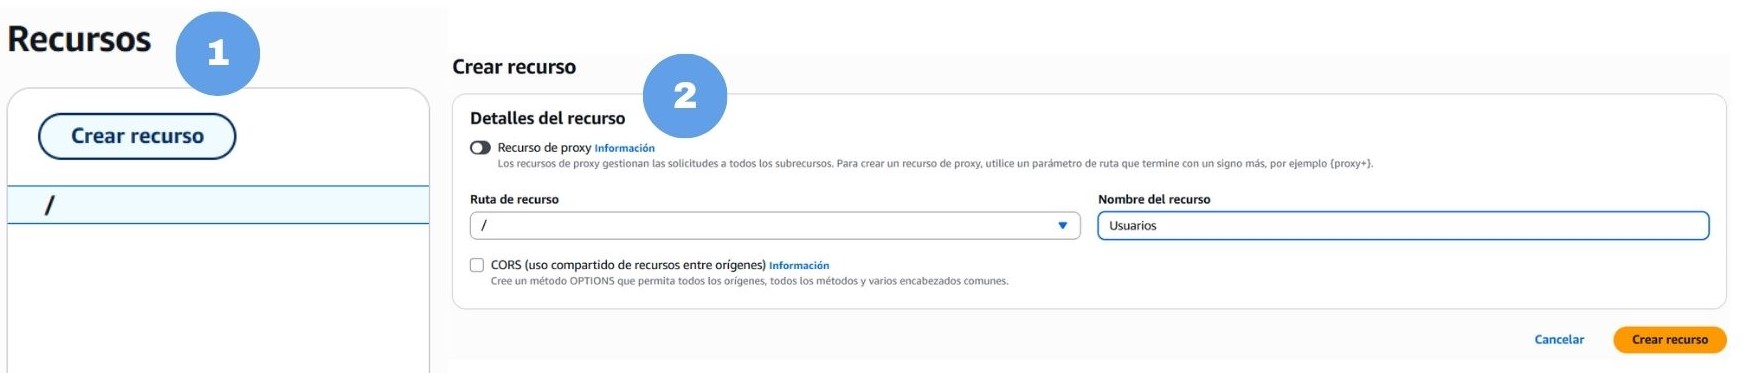 Recursos
1
Crear recurso
/
Crear recurso
2
Detalles del recurso
Recurso de proxy Información
Los recursos de proxy gestionan las solicitudes a todos los subrecursos. Para crear un recurso de proxy, utilice un parámetro de ruta que termine con un signo más, por ejemplo {proxy+}.
Ruta de recurso
/
Nombre del recurso
Usuarios
CORS (uso compartido de recursos entre orígenes) Información
Cree un método OPTIONS que permita todos los orígenes, todos los métodos y varios encabezados comunes.
Cancelar
Crear recurso